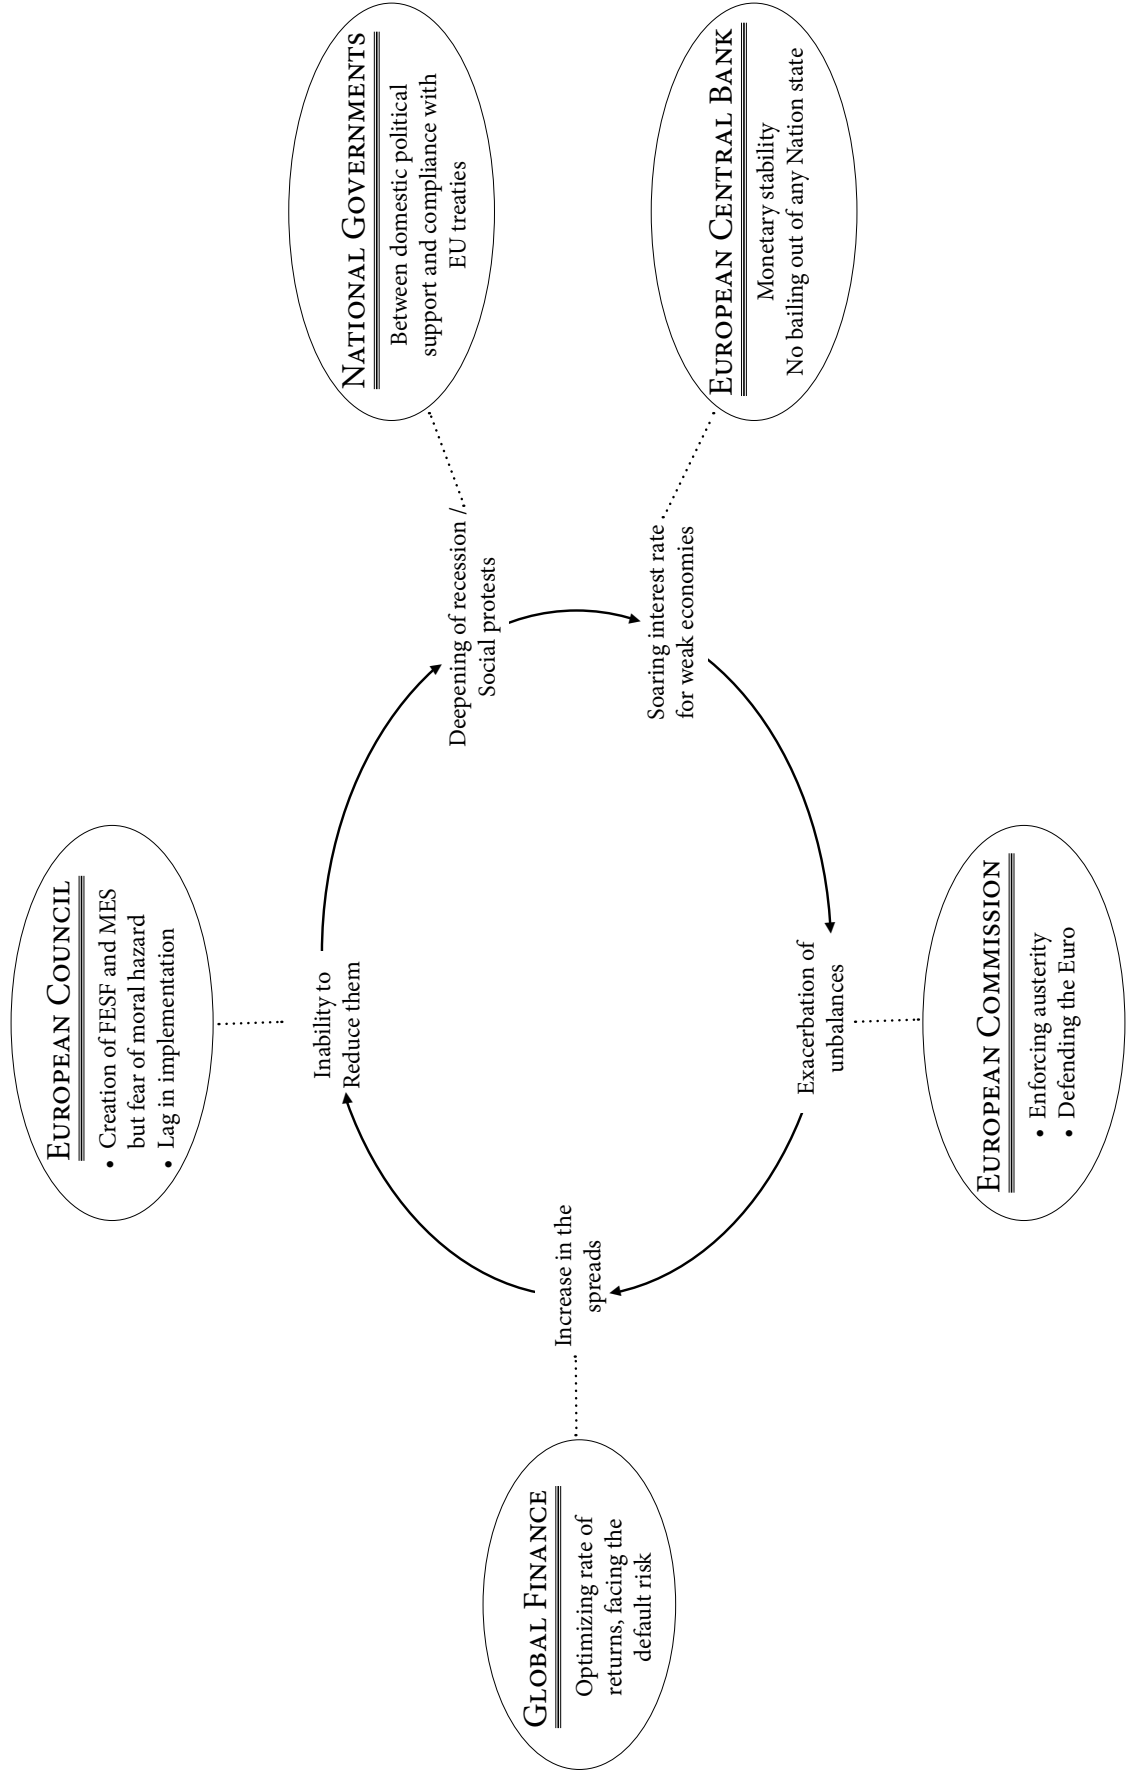 EUROPEAN COUNCIL
• Creation of FESF and MES
but fear of moral hazard
• Lag in implementation
Inability to
Reduce them
NATIONAL GOVERNMENTS
Between domestic political
support and compliance with
EU treaties
Deepening of recession /
Social protests
GLOBAL FINANCE
Optimizing rate of
returns, facing the
default risk
Increase in the
spreads
Soaring interest rate
for weak economies
EUROPEAN CENTRAL BANK
Monetary stability
No bailing out of any Nation state
Exacerbation of
unbalances
EUROPEAN COMMISSION
• Enforcing austerity
• Defending the Euro